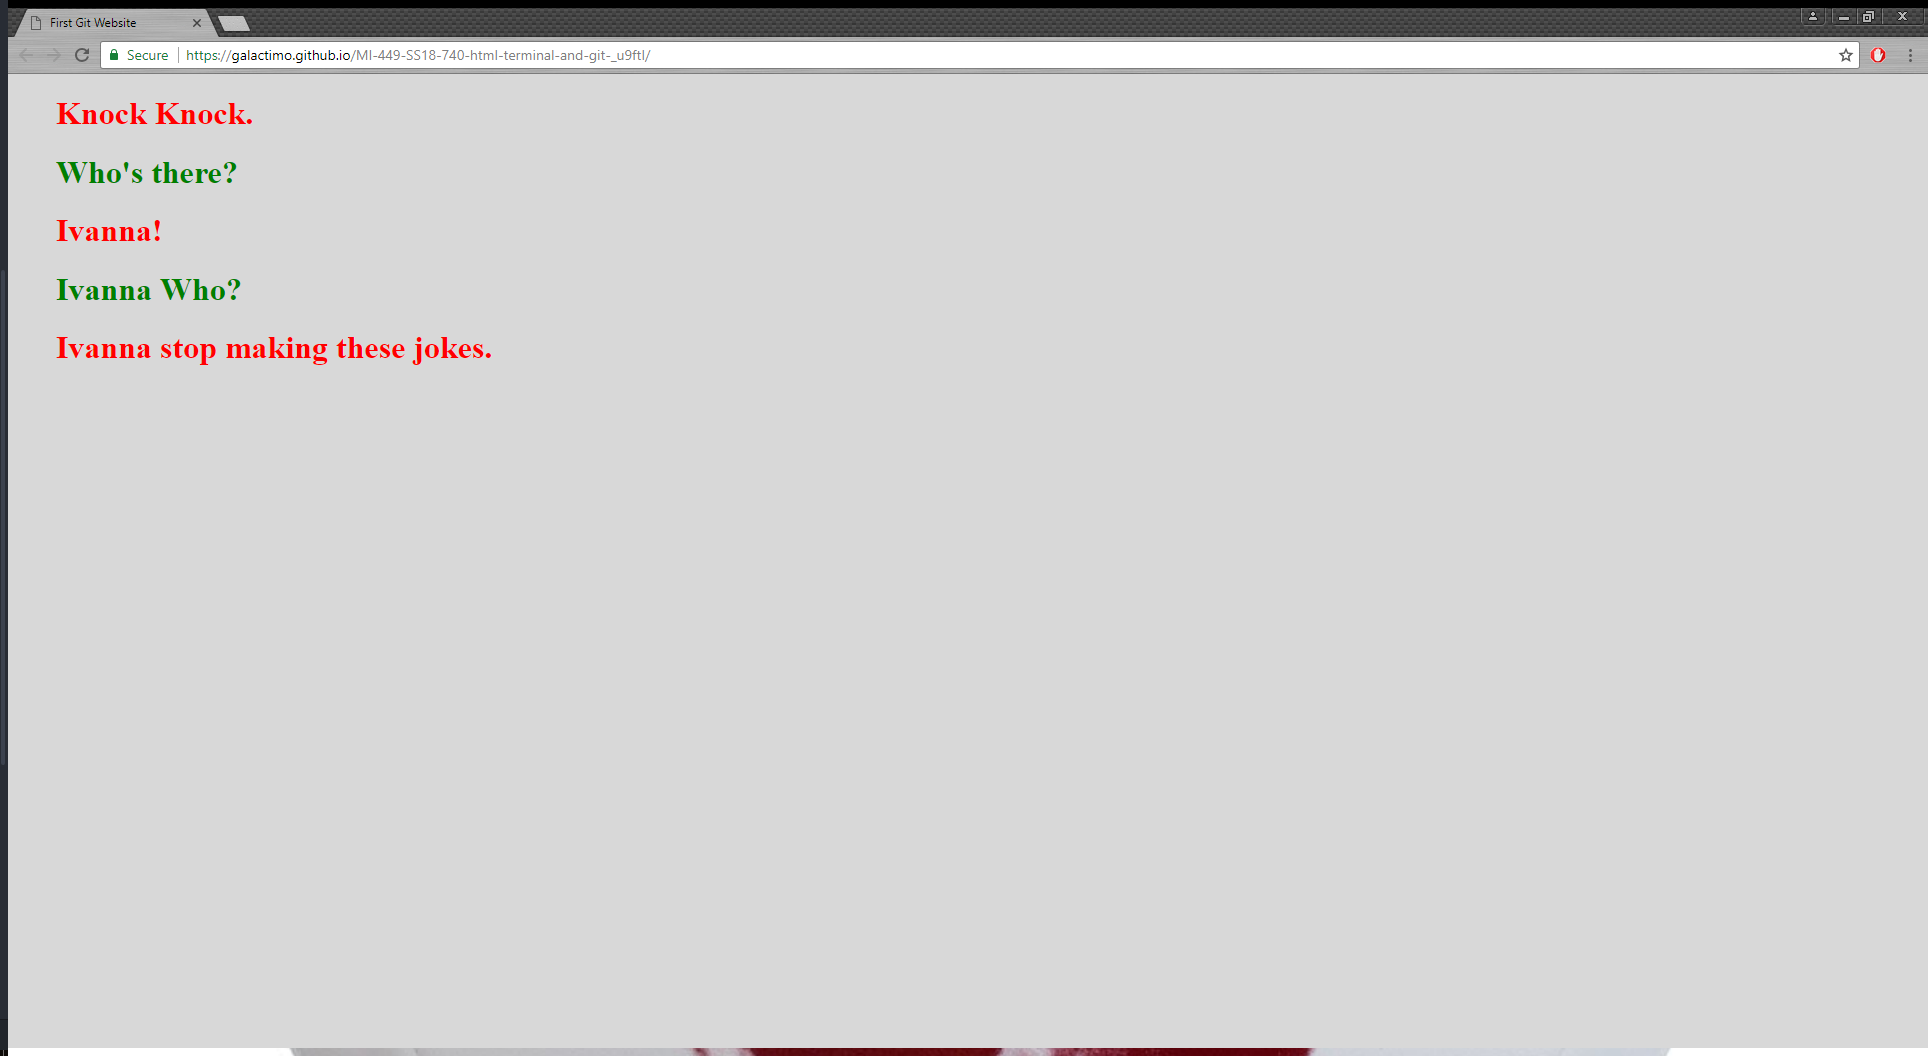 First Git Website
Secure https://galactimo.github.io/MI-449-SS18-740-html-terminal-and-git-_u9ftl/
Knock Knock.
Who's there?
Ivanna!
Ivanna Who?
Ivanna stop making these jokes.